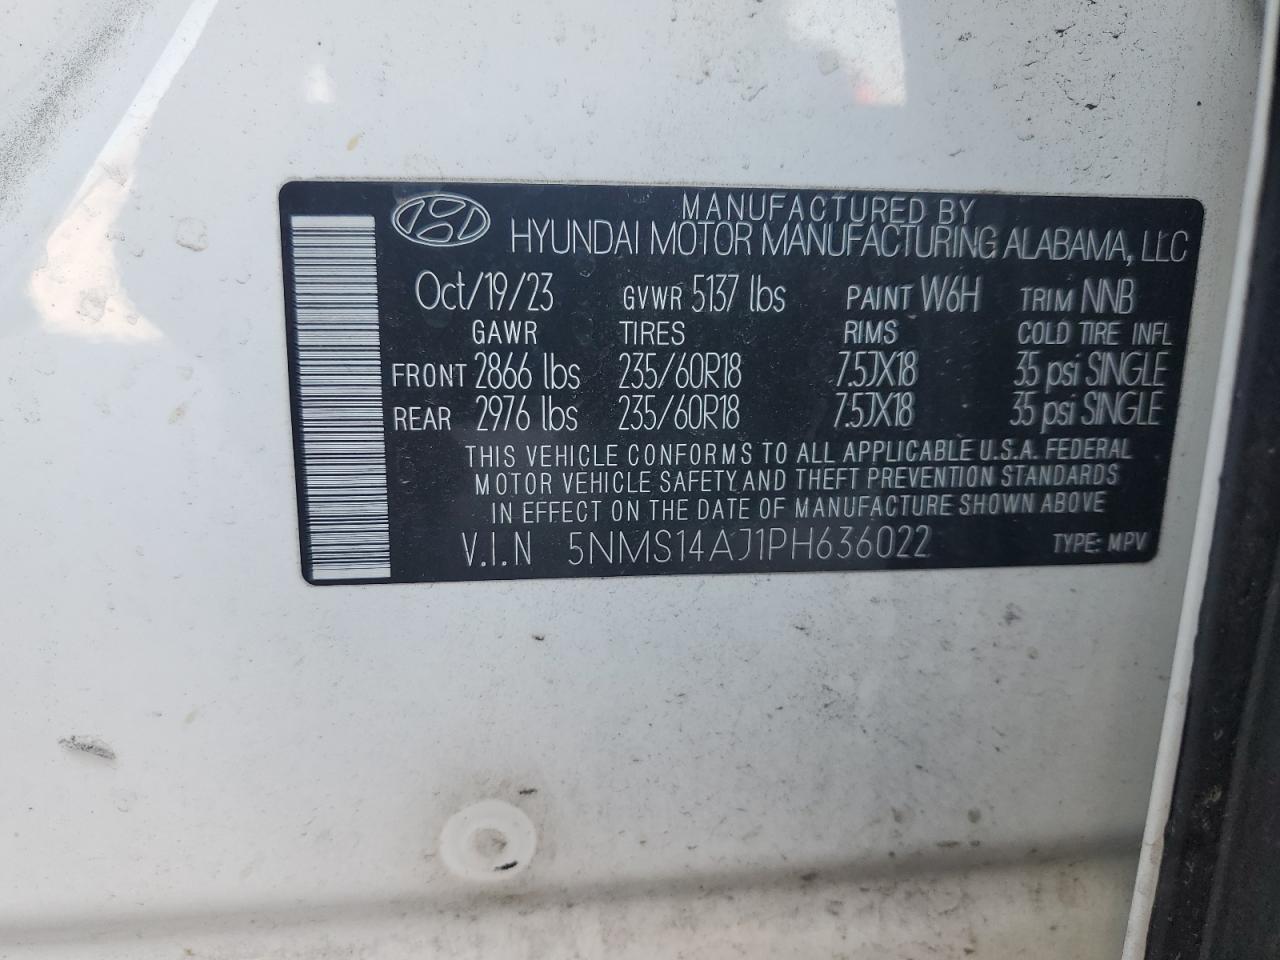 MANUFACTURED BY
HYUNDAI MOTOR MANUFACTURING ALABAMA, LLC
Oct/19/23 GVWR 5137 lbs PAINT W6H TRIM NNB
GAWR TIRES RIMS COLD TIRE INFL
FRONT 2866 lbs 235/60R18 7.5JX18 35 psi SINGLE
REAR 2976 lbs 235/60R18 7.5JX18 35 psi SINGLE
THIS VEHICLE CONFORMS TO ALL APPLICABLE U.S.A. FEDERAL
MOTOR VEHICLE SAFETY AND THEFT PREVENTION STANDARDS
IN EFFECT ON THE DATE OF MANUFACTURE SHOWN ABOVE
V.I.N 5NMS14AJ1PH636022 TYPE: MPV